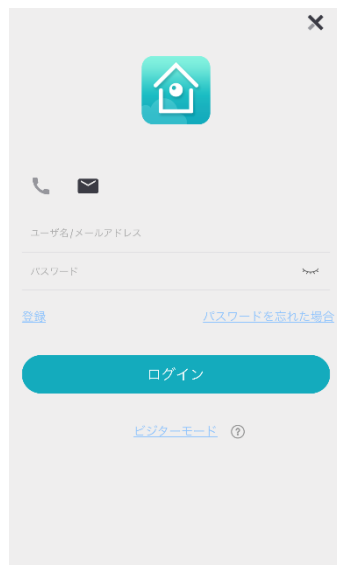 ユーザ名/メールアドレス
パスワード
登録
パスワードを忘れた場合
ログイン
ビジターモード ?